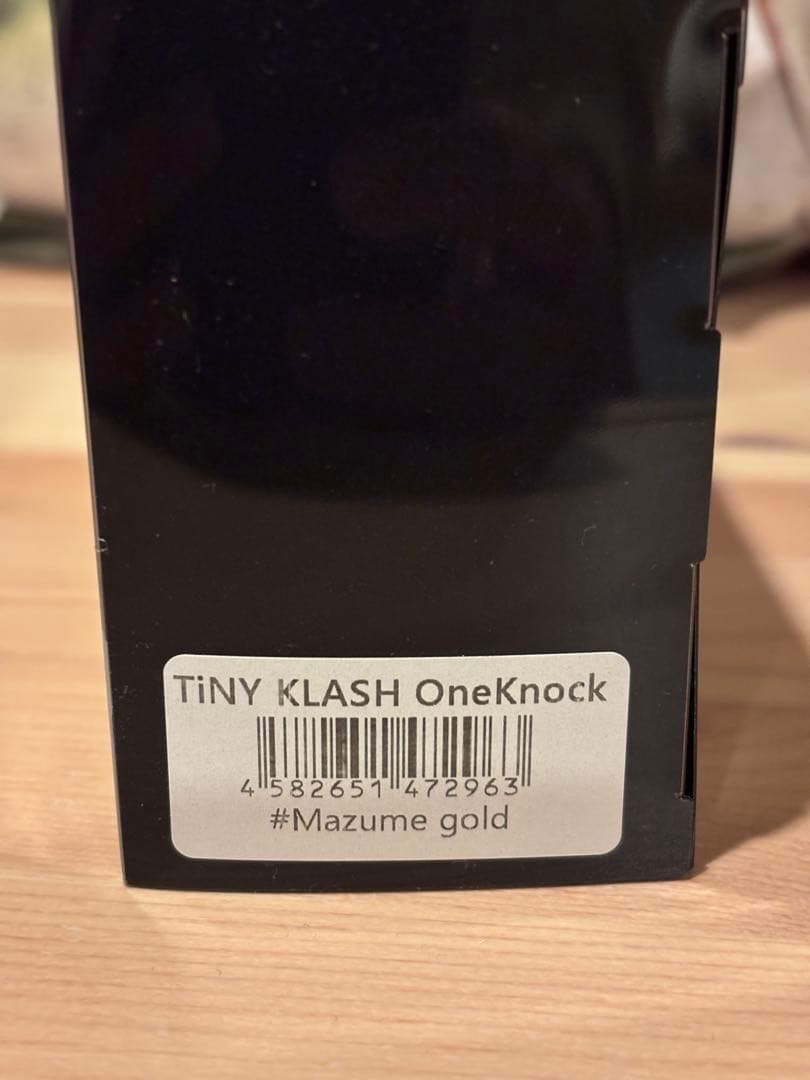 TiNY KLASH OneKnock
4 582651 472963
#Mazume gold